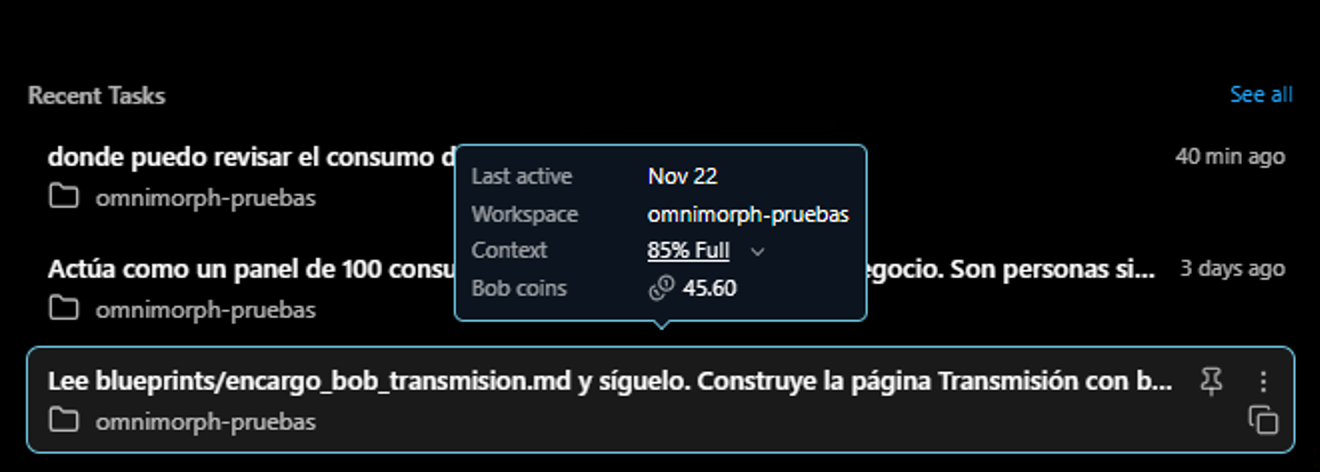 Recent Tasks
See all
donde puedo revisar el consumo d
40 min ago
omnimorph-pruebas
Last active Nov 22
Workspace omnimorph-pruebas
Context 85% Full
Bob coins 45.60
Actúa como un panel de 100 consu
egocio. Son personas si...
3 days ago
omnimorph-pruebas
Lee blueprints/encargo_bob_transmision.md y síguelo. Construye la página Transmisión con b...
omnimorph-pruebas